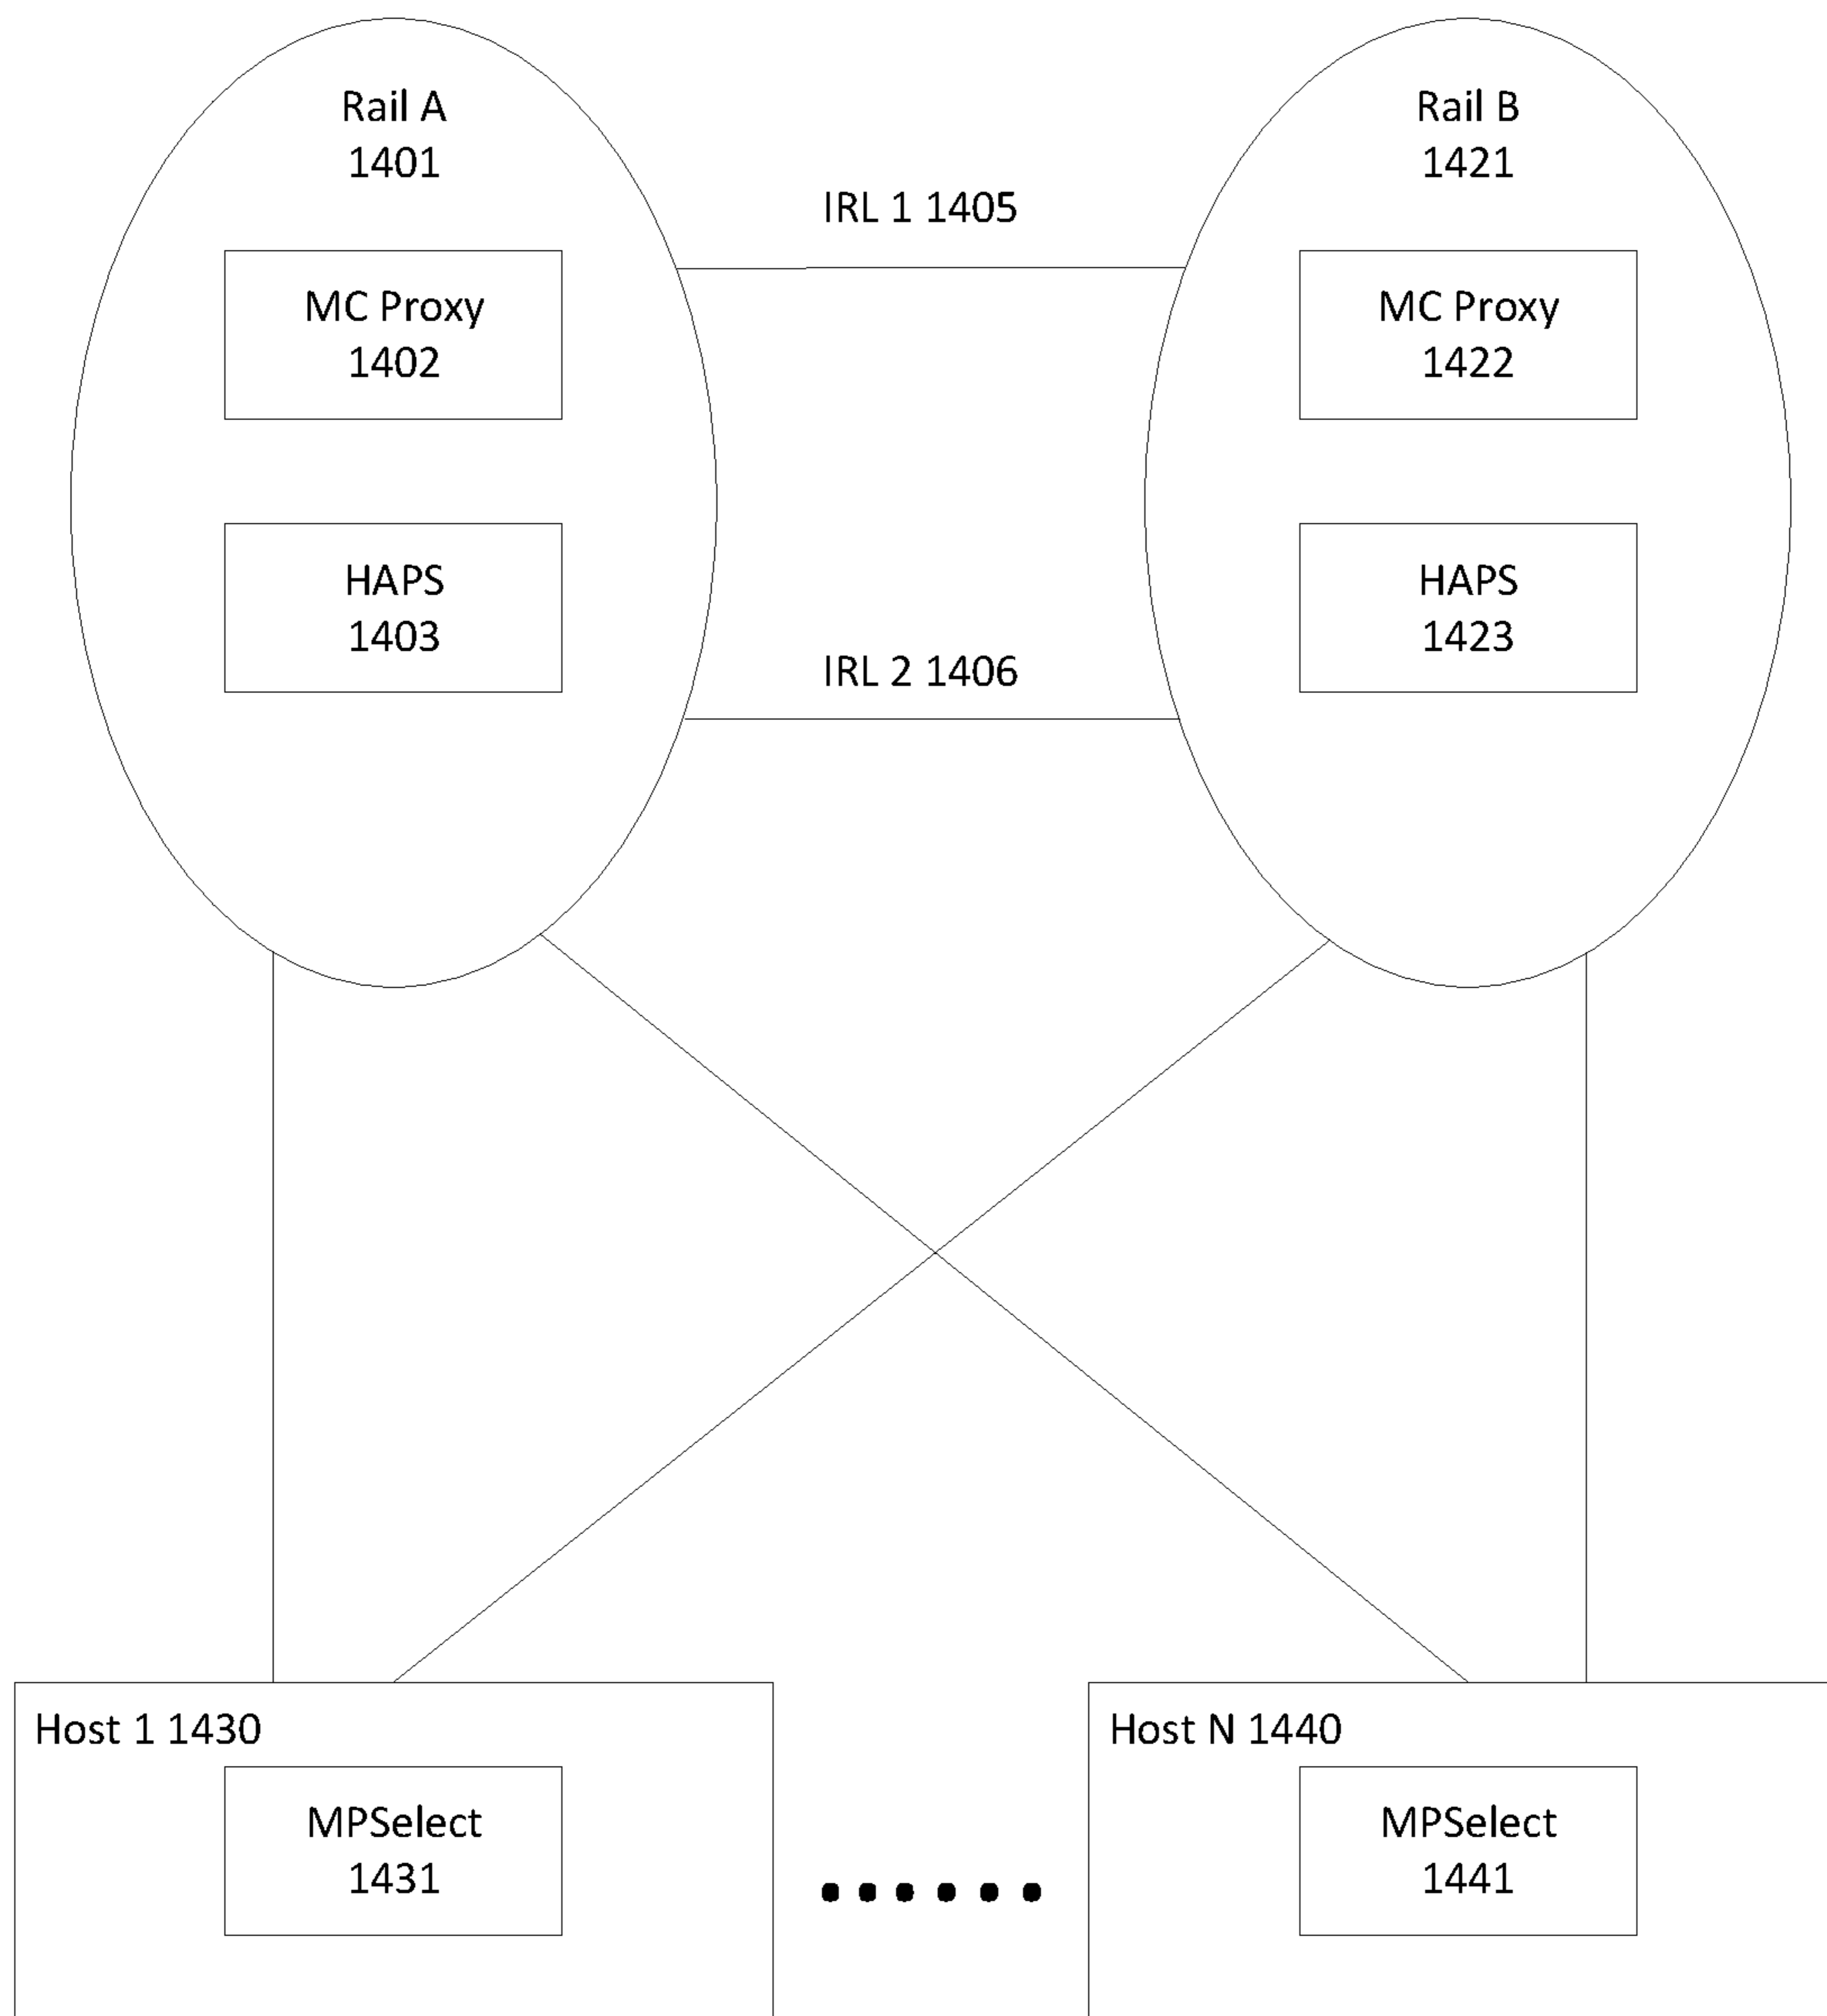 Rail A
1401
Rail B
1421
IRL 1 1405
MC Proxy
1402
MC Proxy
1422
HAPS
1403
HAPS
1423
IRL 2 1406
Host 1 1430
Host N 1440
MPSelect
1431
MPSelect
1441